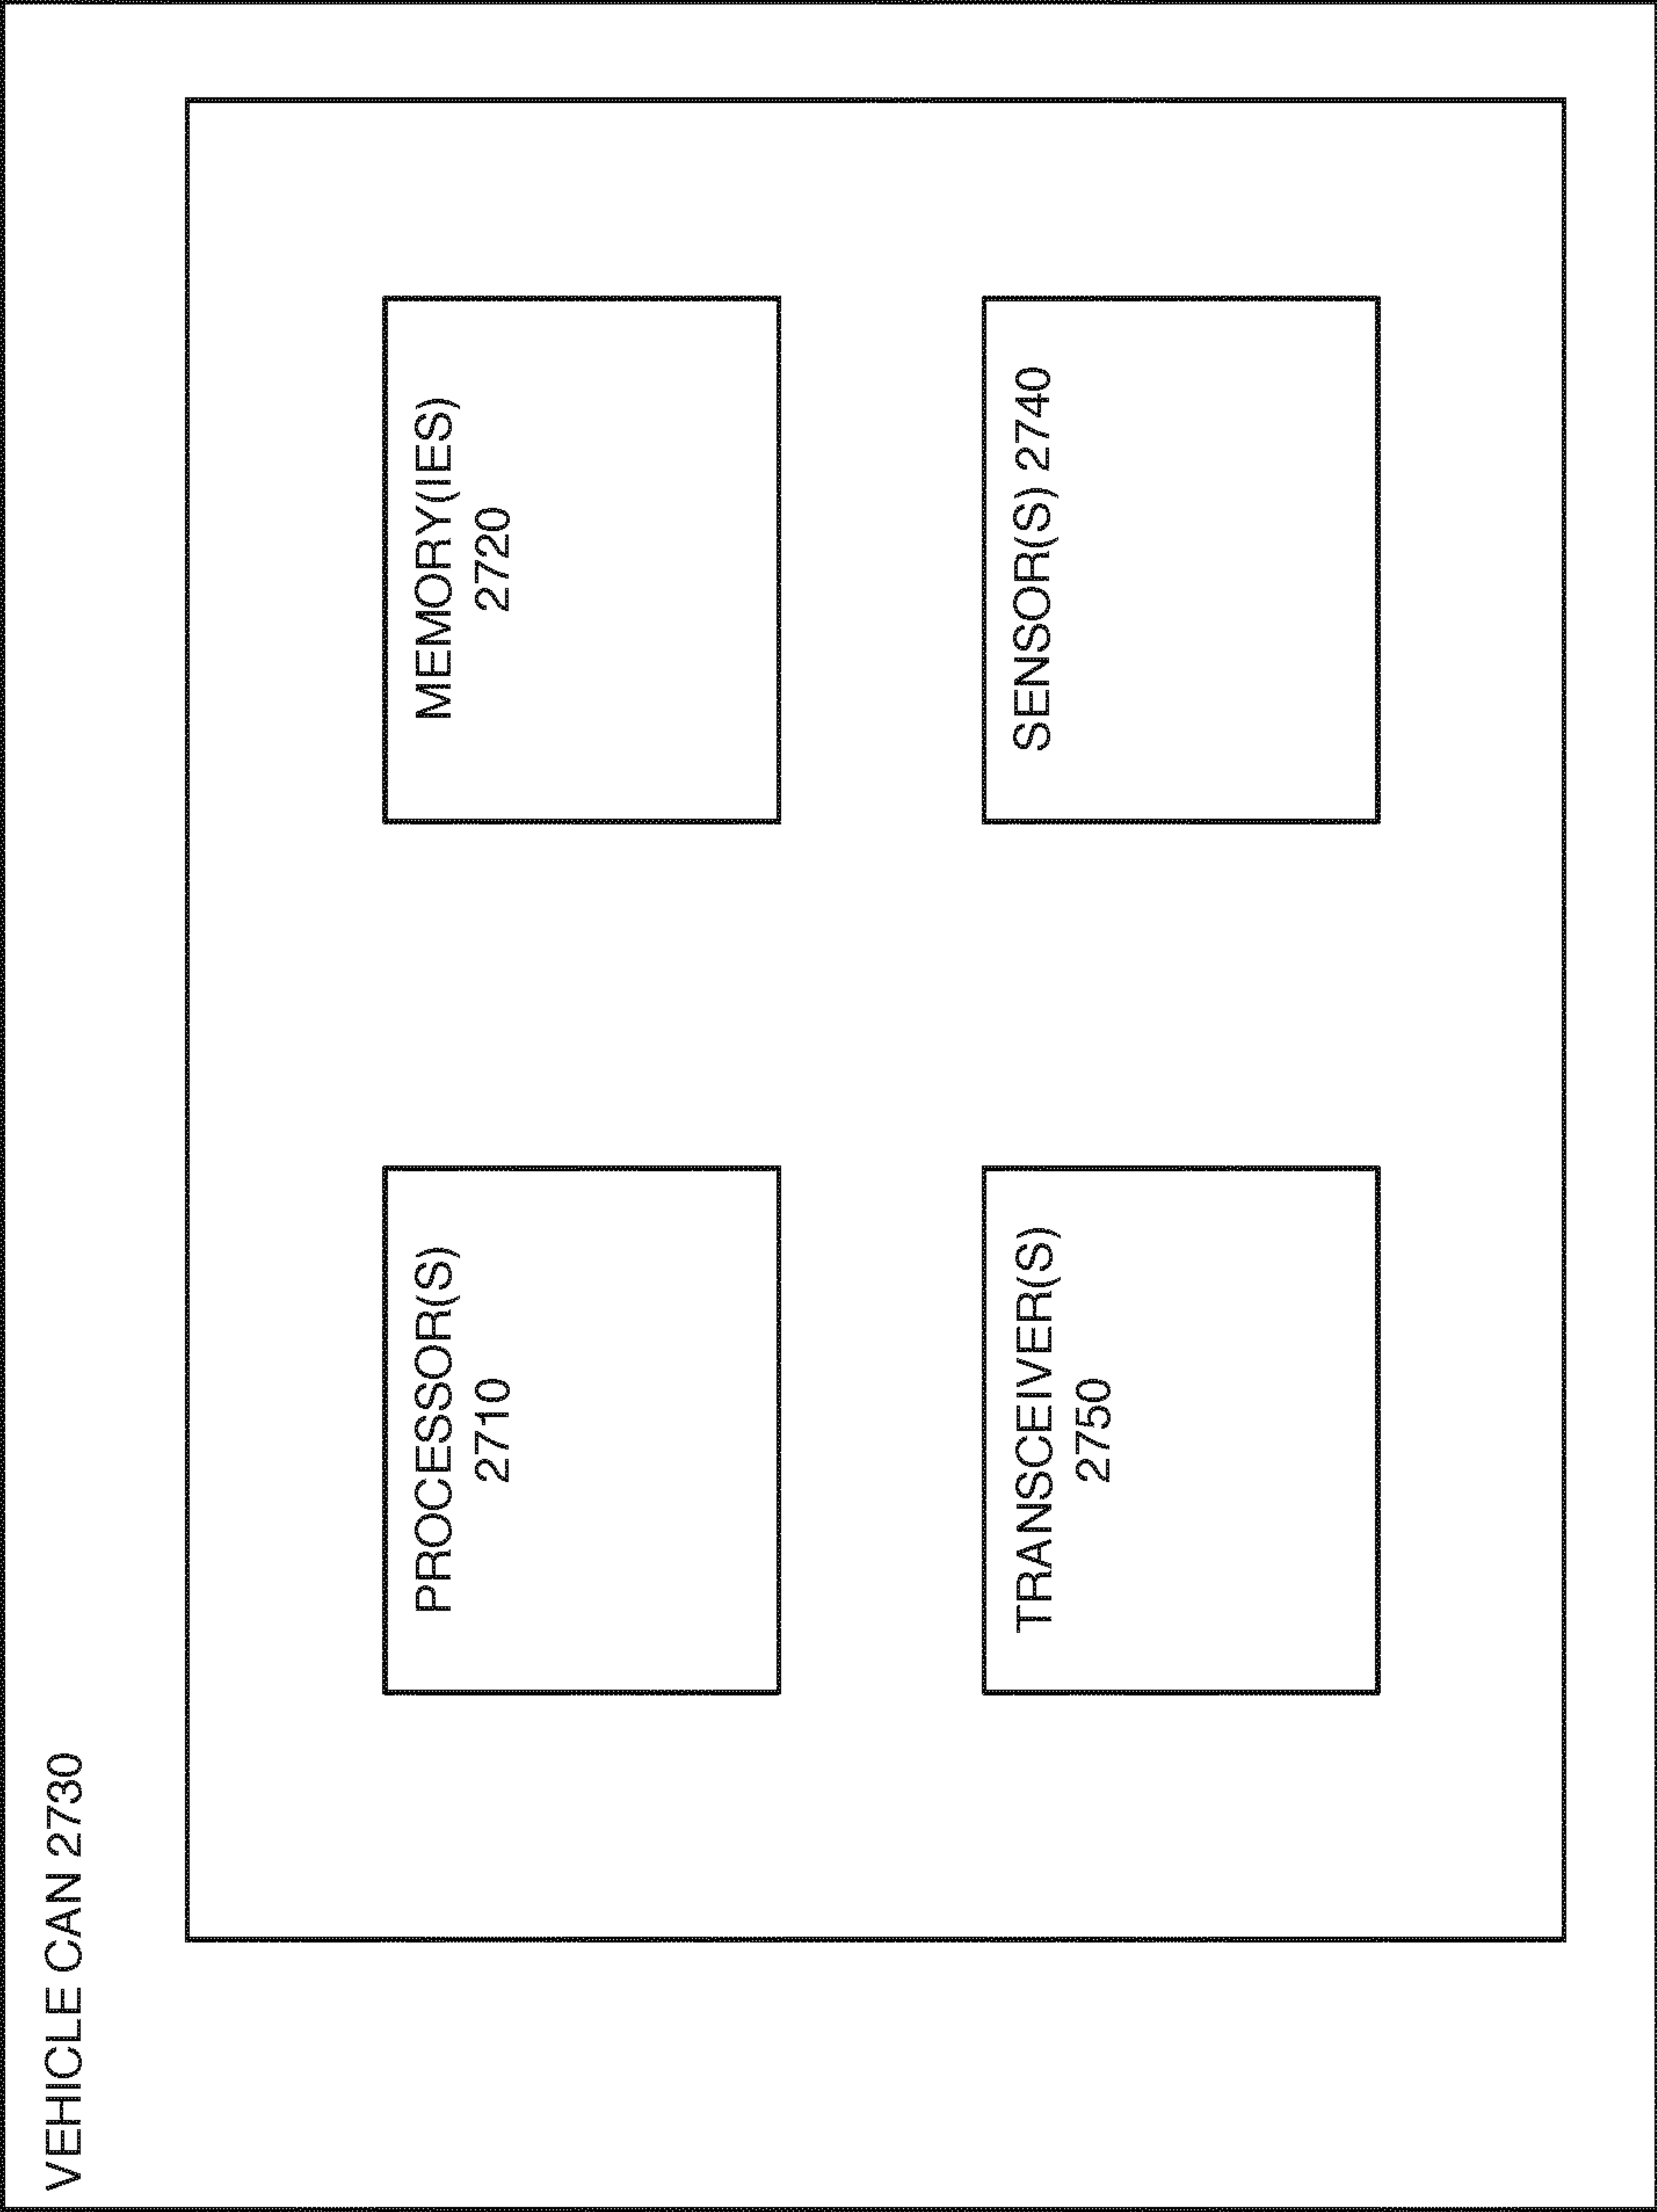 VEHICLE CAN 2730
PROCESSOR(S)
2710
MEMORY(IES)
2720
TRANSCEIVER(S)
2750
SENSOR(S) 2740